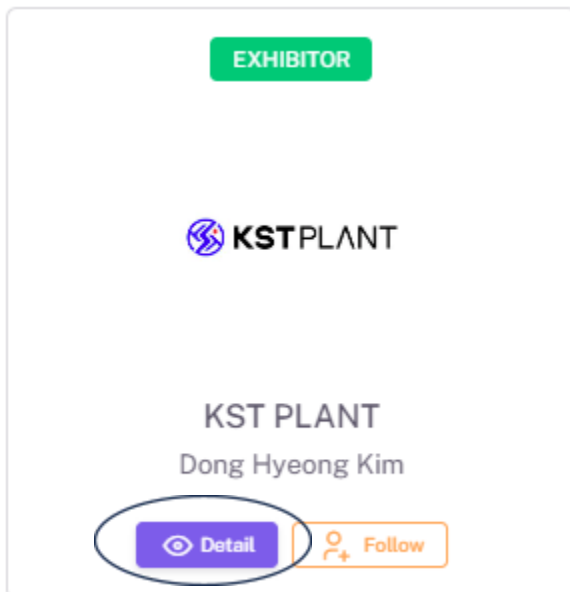 EXHIBITOR
KSTPLANT
KST PLANT
Dong Hyeong Kim
Detail
Follow